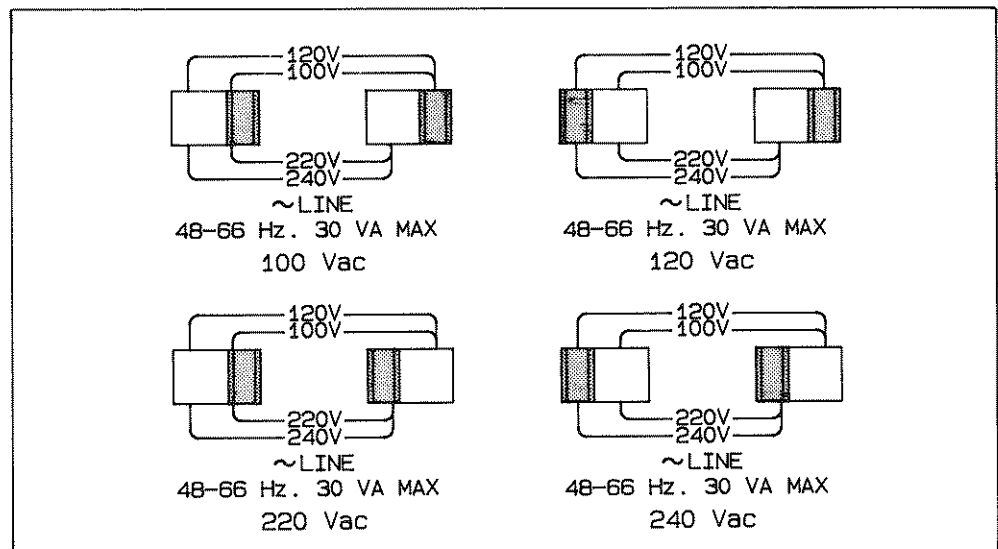 120V
100V
220V
240V
~LINE
48-66 Hz. 30 VA MAX
100 Vac
120V
100V
220V
240V
~LINE
48-66 Hz. 30 VA MAX
120 Vac
120V
100V
220V
240V
~LINE
48-66 Hz. 30 VA MAX
220 Vac
120V
100V
220V
240V
~LINE
48-66 Hz. 30 VA MAX
240 Vac